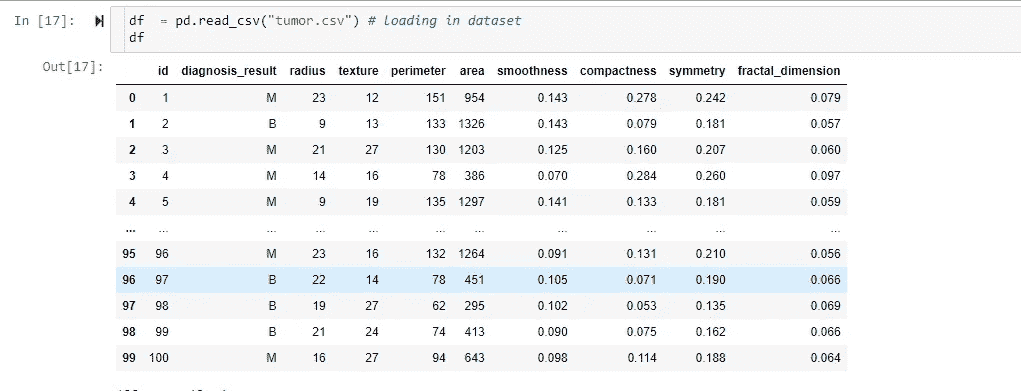 In [17]: df = pd.read_csv("tumor.csv") # Loading in dataset
df
Out[17]:
id diagnosis_result radius texture perimeter area smoothness compactness symmetry fractal_dimension
0 1 M 23 12 151 954 0.143 0.278 0.242 0.079
1 2 B 9 13 133 1326 0.143 0.079 0.181 0.057
2 3 M 21 27 130 1203 0.125 0.160 0.207 0.060
3 4 M 14 16 78 386 0.070 0.284 0.260 0.097
4 5 M 9 19 135 1297 0.141 0.133 0.181 0.059
... ... ... ... ... ... ... ... ... ... ...
95 96 M 23 16 132 1264 0.091 0.131 0.210 0.056
96 97 B 22 14 78 451 0.105 0.071 0.190 0.066
97 98 B 19 27 62 295 0.102 0.053 0.135 0.069
98 99 B 21 24 74 413 0.090 0.075 0.162 0.066
99 100 M 16 27 94 643 0.098 0.114 0.188 0.064